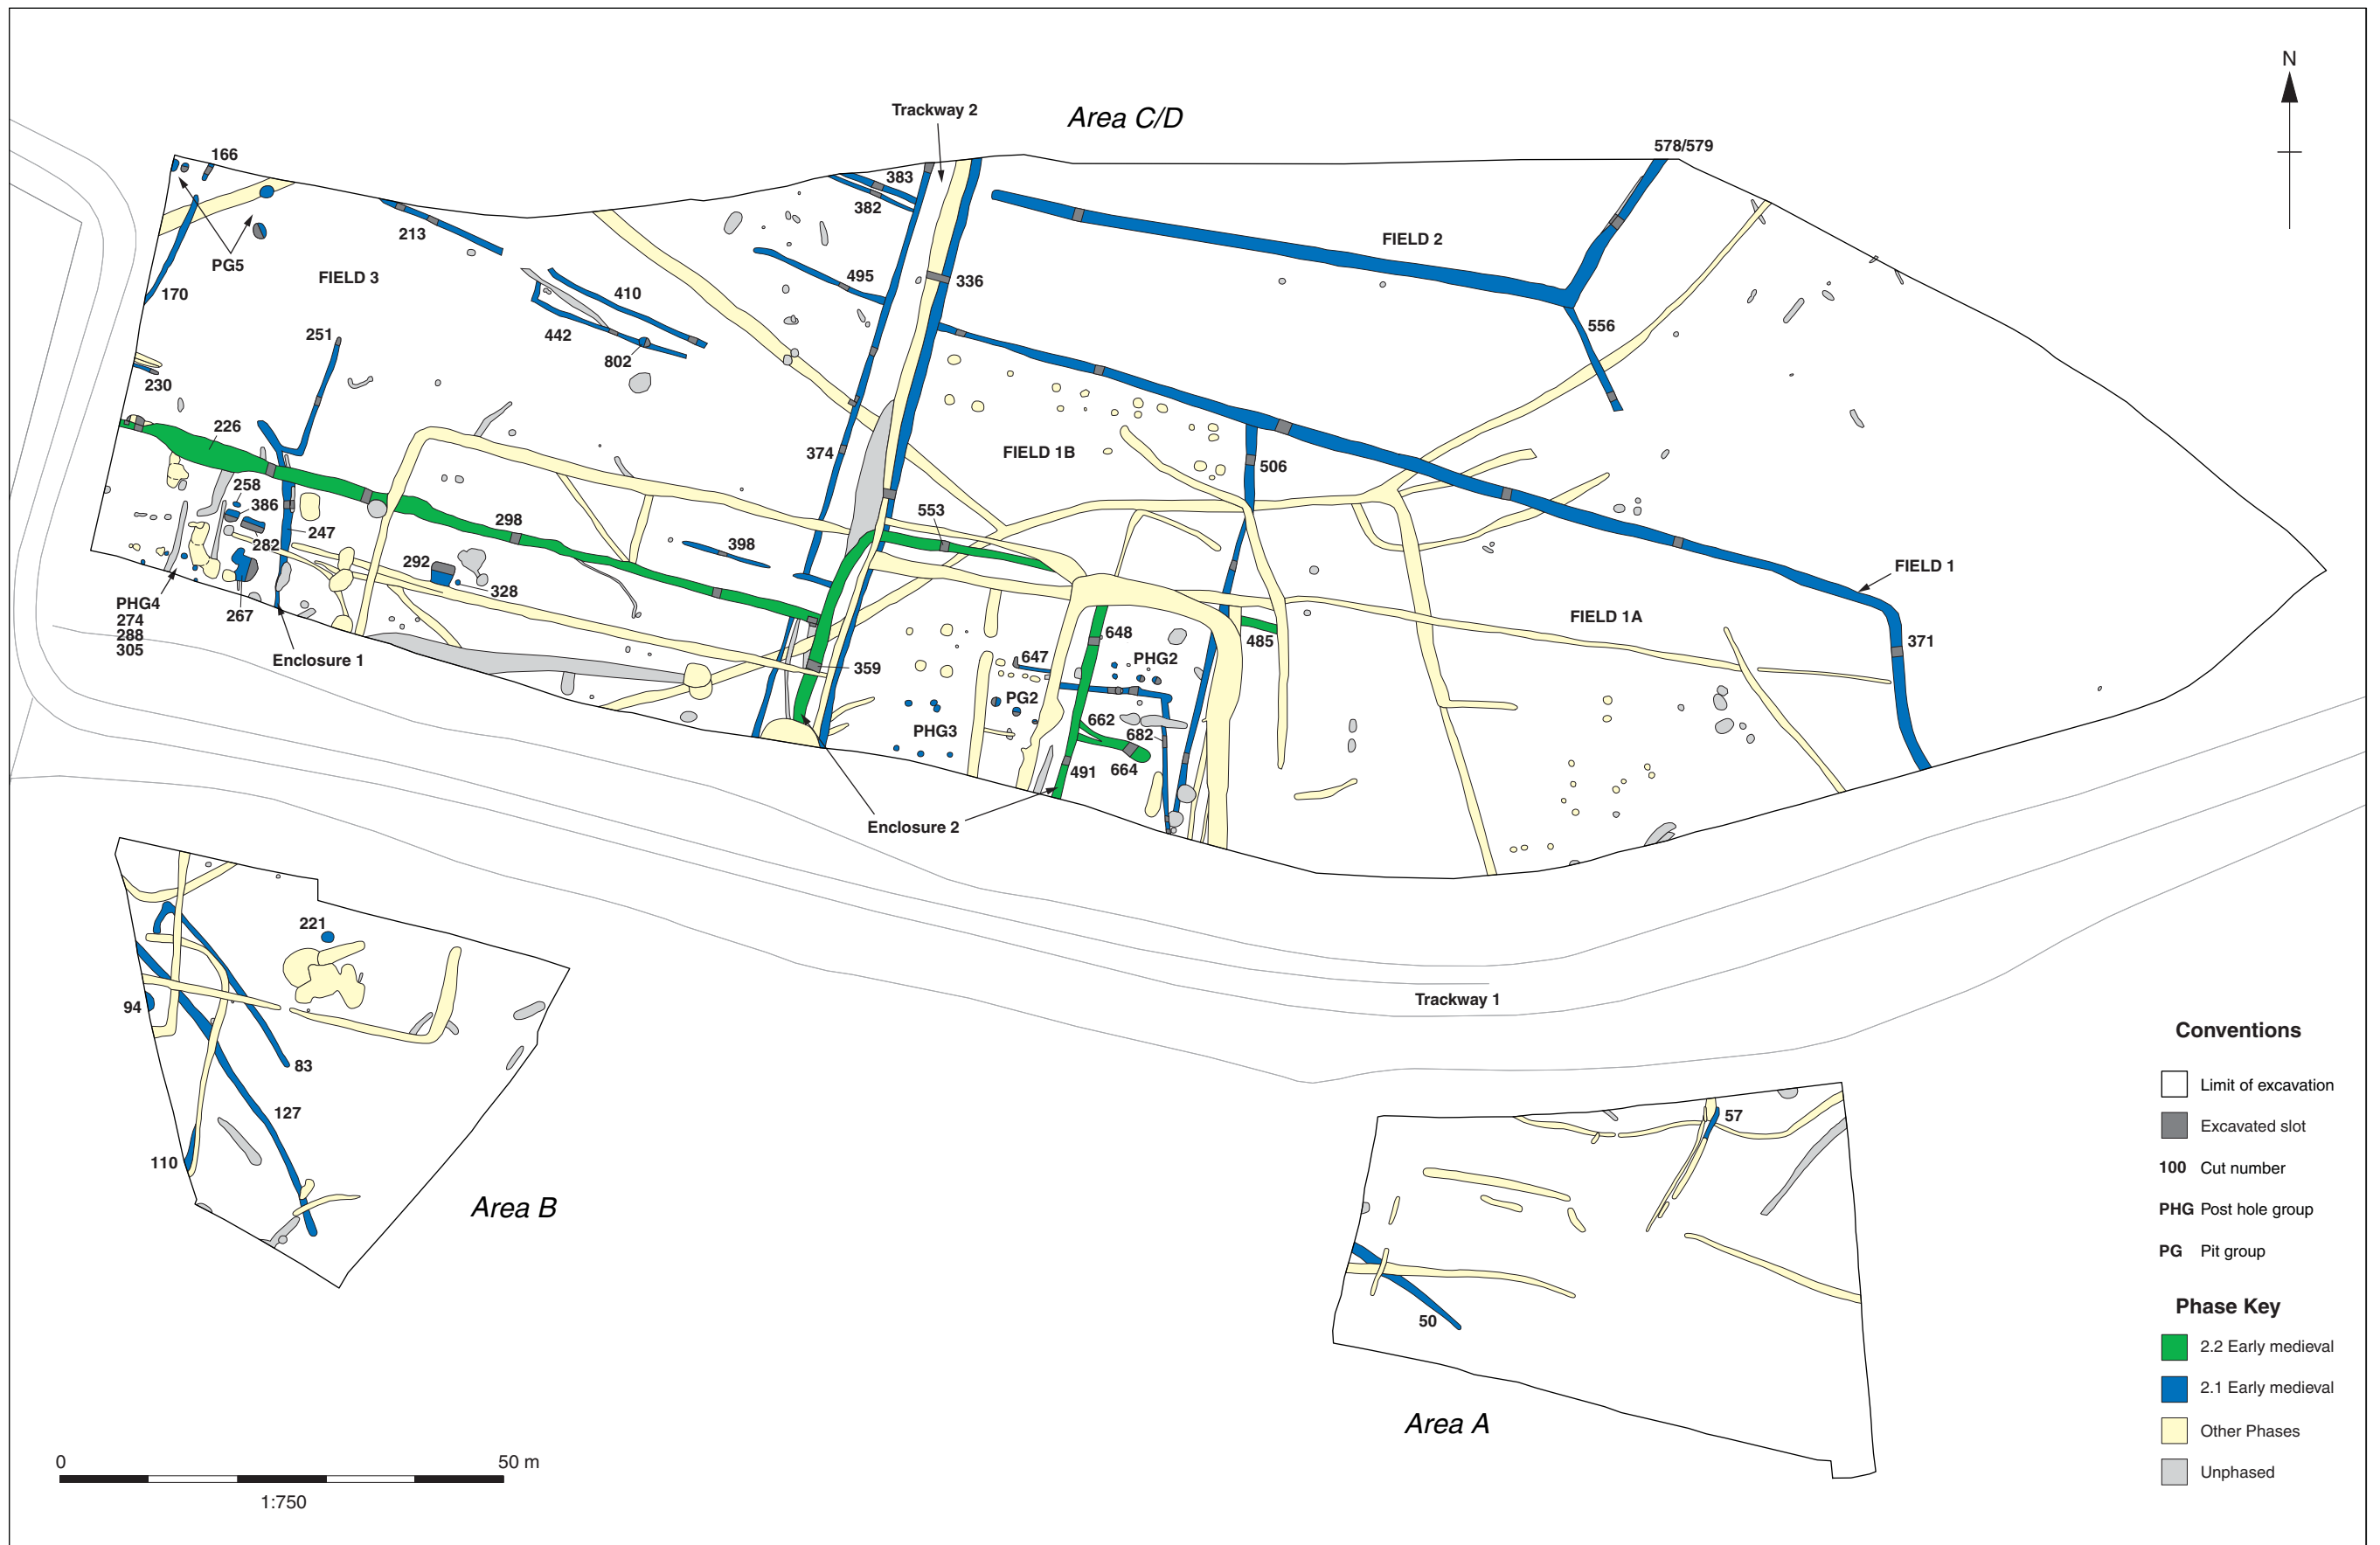 N
Area C/D
Trackway 2
578/579
166
383
382
213
PG5
FIELD 3
FIELD 2
170
410
495
336
251
442
802
556
230
226
374
FIELD 1B
506
258
386
298
553
247
282
398
292
328
FIELD 1
PHG4
274
288
305
267
Enclosure 1
FIELD 1A
648
485
371
647
PHG2
359
PG2
PHG3
662
682
664
491
Enclosure 2
221
94
83
127
110
Area B
Trackway 1
57
50
Area A
Conventions
Limit of excavation
Excavated slot
100 Cut number
PHG Post hole group
PG Pit group
Phase Key
2.2 Early medieval
2.1 Early medieval
Other Phases
Unphased
0 50 m
1:750